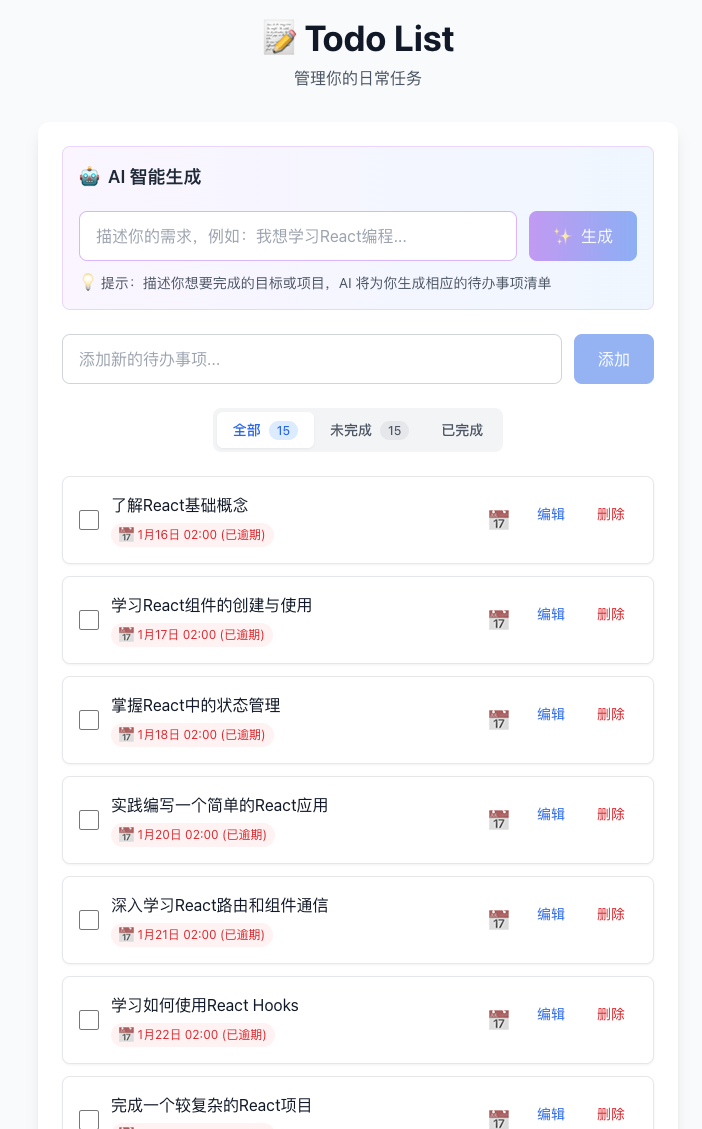 Todo List
管理你的日常任务
AI 智能生成
描述你的需求，例如：我想学习React编程...
生成
提示：描述你想要完成的目标或项目，AI 将为你生成相应的待办事项清单
添加新的待办事项...
添加
全部 15 未完成 15 已完成
了解React基础概念
1月16日 02:00 (已逾期)
编辑 删除
学习React组件的创建与使用
1月17日 02:00 (已逾期)
编辑 删除
掌握React中的状态管理
1月18日 02:00 (已逾期)
编辑 删除
实践编写一个简单的React应用
1月20日 02:00 (已逾期)
编辑 删除
深入学习React路由和组件通信
1月21日 02:00 (已逾期)
编辑 删除
学习如何使用React Hooks
1月22日 02:00 (已逾期)
编辑 删除
完成一个较复杂的React项目
编辑 删除